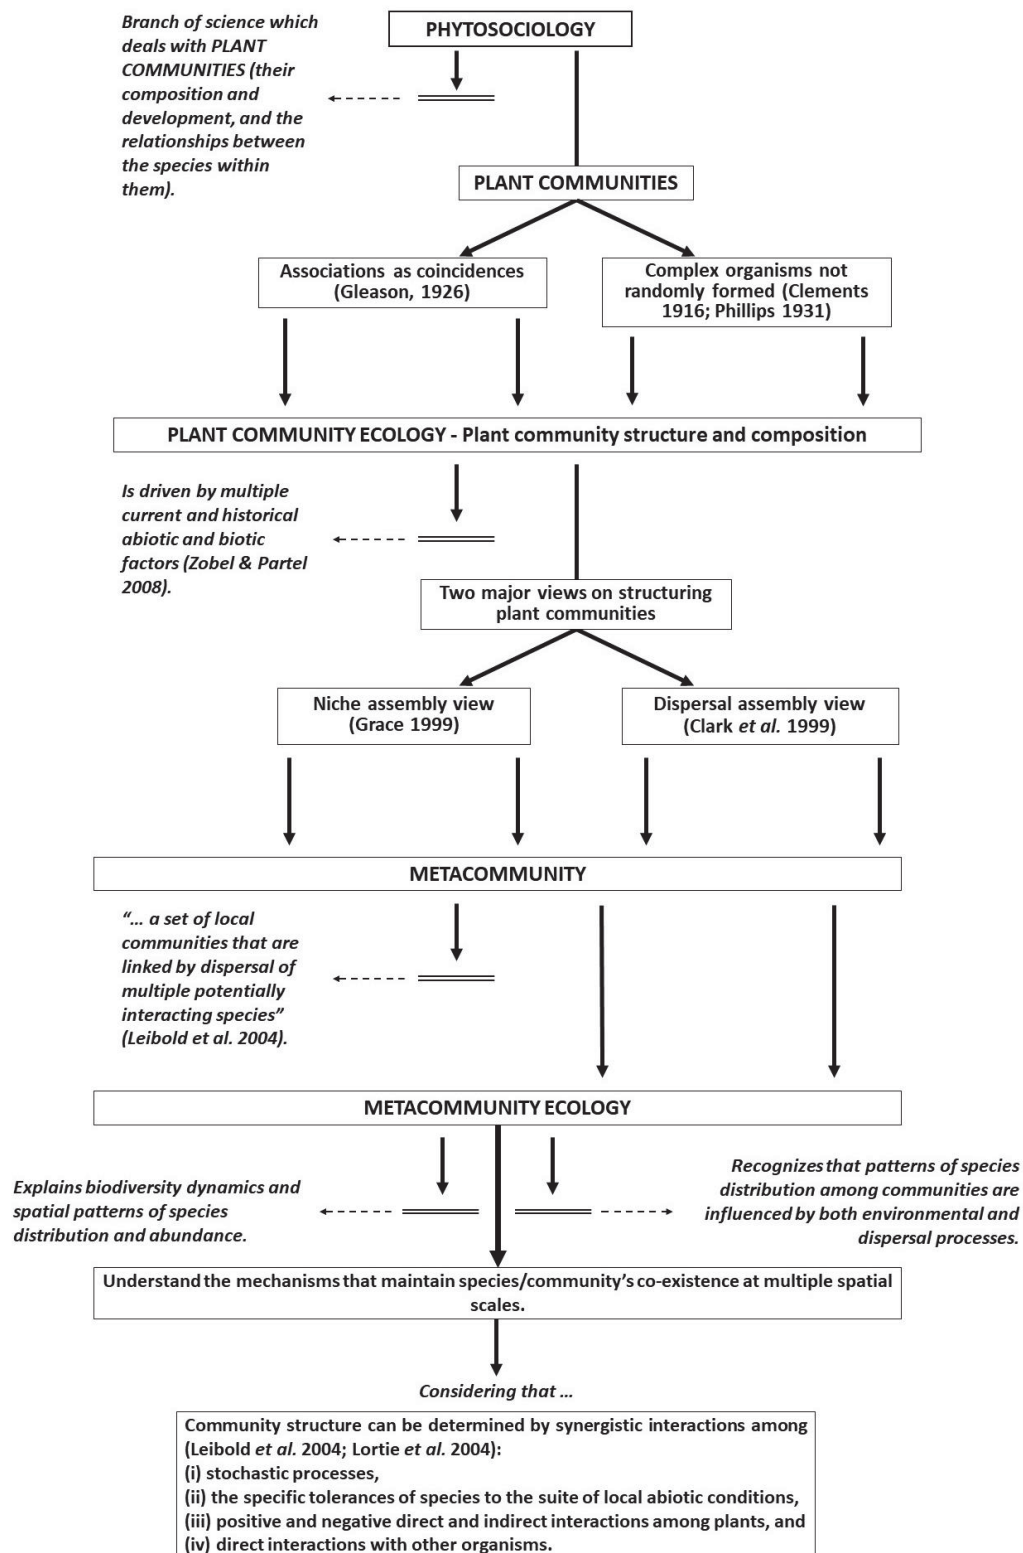 PHYTOSOCIOLOGY
Branch of science which
deals with PLANT
COMMUNITIES (their
composition and
development, and the
relationships between
the species within
them).
PLANT COMMUNITIES
Associations as coincidences
(Gleason, 1926)
Complex organisms not
randomly formed (Clements
1916; Phillips 1931)
PLANT COMMUNITY ECOLOGY - Plant community structure and composition
Is driven by multiple
current and historical
abiotic and biotic
factors (Zobel & Partel
2008).
Two major views on structuring
plant communities
Niche assembly view
(Grace 1999)
Dispersal assembly view
(Clark et al. 1999)
METACOMMUNITY
“... a set of local
communities that are
linked by dispersal of
multiple potentially
interacting species”
(Leibold et al. 2004).
METACOMMUNITY ECOLOGY
Explains biodiversity dynamics and
spatial patterns of species
distribution and abundance.
Recognizes that patterns of species
distribution among communities are
influenced by both environmental and
dispersal processes.
Understand the mechanisms that maintain species/community’s co-existence at multiple spatial
scales.
Considering that ...
Community structure can be determined by synergistic interactions among
(Leibold et al. 2004; Lortie et al. 2004):
(i) stochastic processes,
(ii) the specific tolerances of species to the suite of local abiotic conditions,
(iii) positive and negative direct and indirect interactions among plants, and
(iv) direct interactions with other organisms.